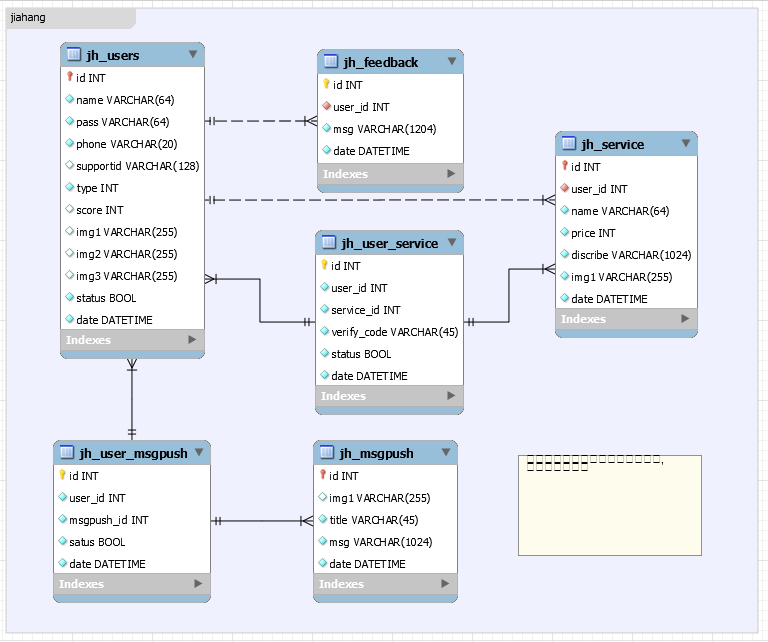 jiahang
jh_users
id INT
name VARCHAR(64)
pass VARCHAR(64)
phone VARCHAR(20)
supportid VARCHAR(128)
type INT
score INT
img1 VARCHAR(255)
img2 VARCHAR(255)
img3 VARCHAR(255)
status BOOL
date DATETIME
Indexes
jh_feedback
id INT
user_id INT
msg VARCHAR(1204)
date DATETIME
Indexes
jh_service
id INT
user_id INT
name VARCHAR(64)
price INT
discribe VARCHAR(1024)
img1 VARCHAR(255)
date DATETIME
Indexes
jh_user_service
id INT
user_id INT
service_id INT
verify_code VARCHAR(45)
status BOOL
date DATETIME
Indexes
jh_user_msgpush
id INT
user_id INT
msgpush_id INT
satus BOOL
date DATETIME
Indexes
jh_msgpush
id INT
img1 VARCHAR(255)
title VARCHAR(45)
msg VARCHAR(1024)
date DATETIME
Indexes